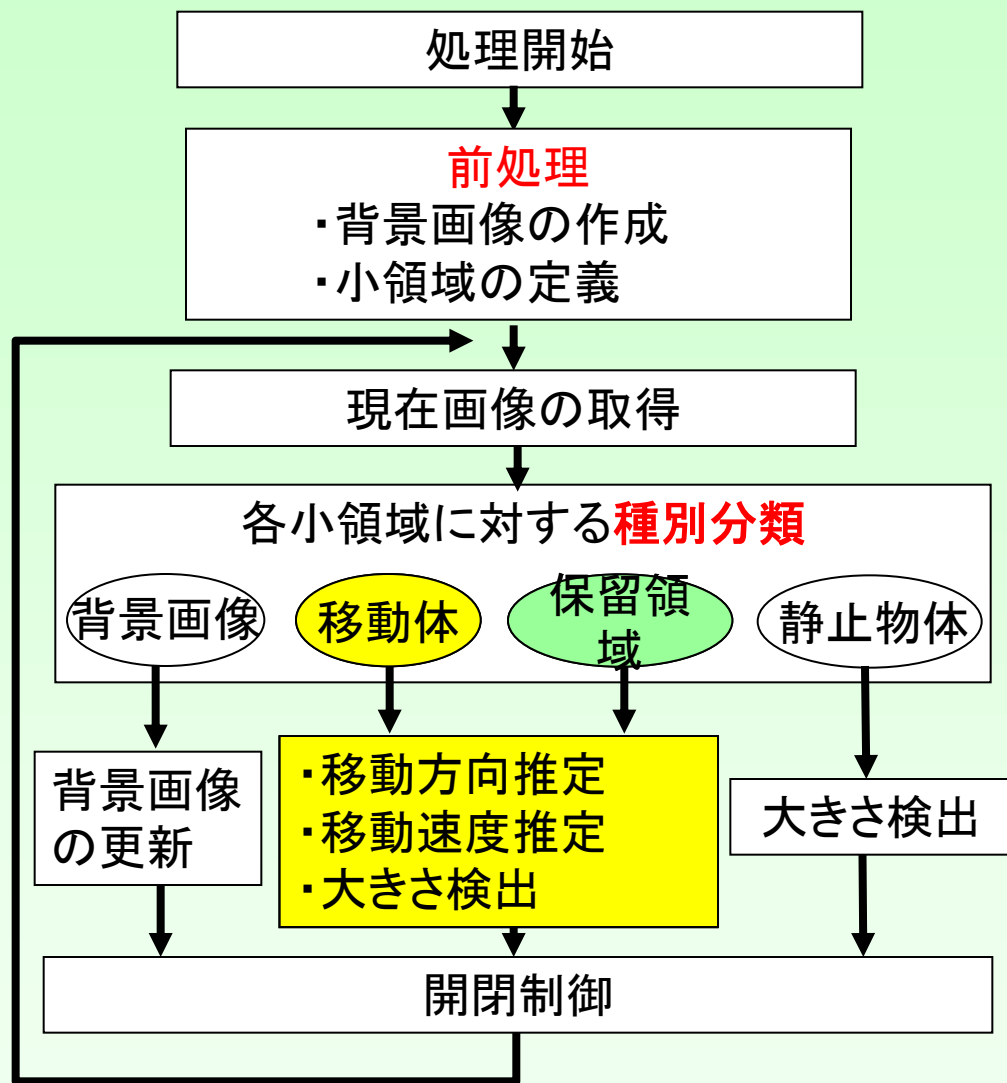 処理開始
前処理
・背景画像の作成
・小領域の定義
現在画像の取得
各小領域に対する種別分類
背景画像
移動体
保留領
域
静止物体
背景画像
の更新
・移動方向推定
・移動速度推定
・大きさ検出
大きさ検出
開閉制御